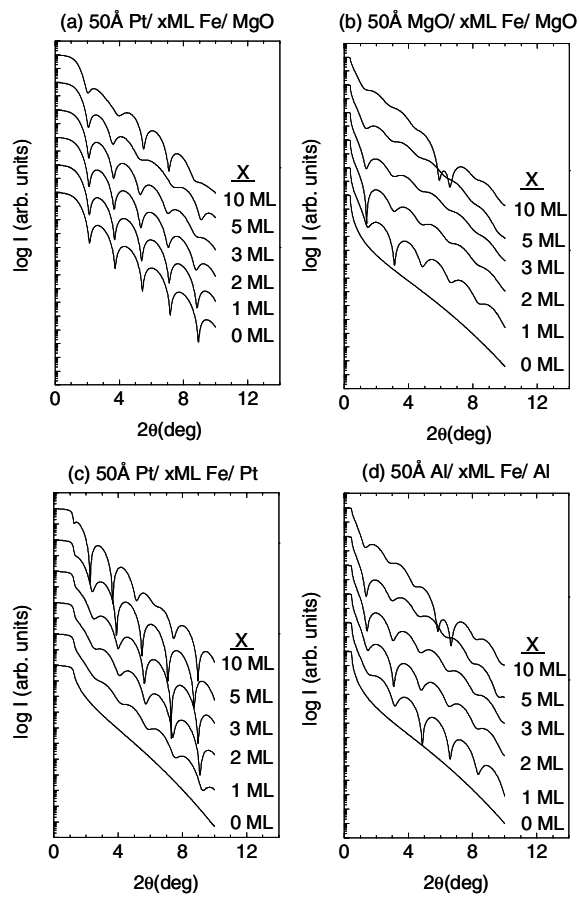 (a) 50Å Pt/ xML Fe/ MgO
log I (arb. units)
X
10 ML
5 ML
3 ML
2 ML
1 ML
0 ML
0 4 8 12
2θ(deg)
(b) 50Å MgO/ xML Fe/ MgO
log I (arb. units)
X
10 ML
5 ML
3 ML
2 ML
1 ML
0 ML
0 4 8 12
2θ(deg)
(c) 50Å Pt/ xML Fe/ Pt
log I (arb. units)
X
10 ML
5 ML
3 ML
2 ML
1 ML
0 ML
0 4 8 12
2θ(deg)
(d) 50Å Al/ xML Fe/ Al
log I (arb. units)
X
10 ML
5 ML
3 ML
2 ML
1 ML
0 ML
0 4 8 12
2θ(deg)